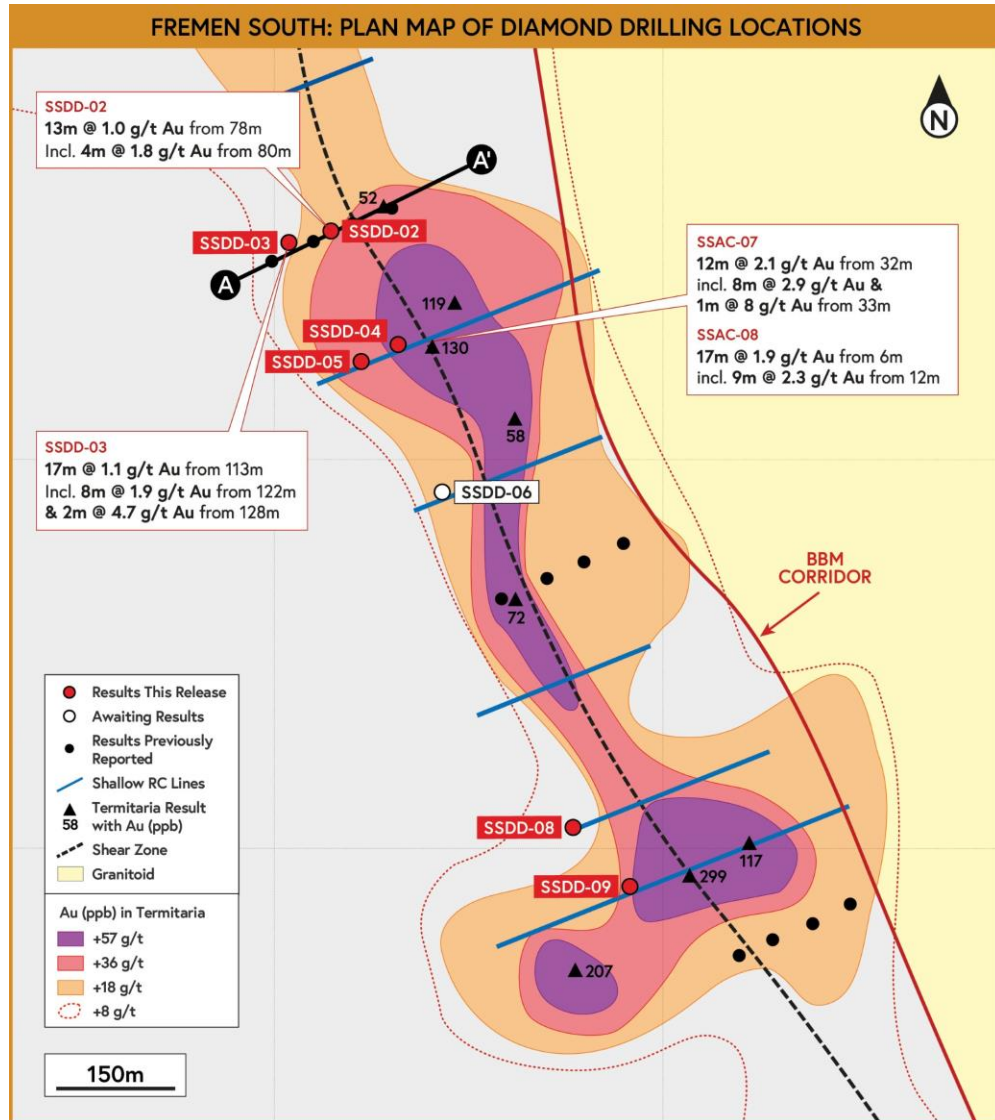 FREMEN SOUTH: PLAN MAP OF DIAMOND DRILLING LOCATIONS
N
SSDD-02
13m @ 1.0 g/t Au from 78m
Incl. 4m @ 1.8 g/t Au from 80m
A'
52
SSDD-02
SSDD-03
A
SSAC-07
12m @ 2.1 g/t Au from 32m
incl. 8m @ 2.9 g/t Au &
1m @ 8 g/t Au from 33m
SSAC-08
17m @ 1.9 g/t Au from 6m
incl. 9m @ 2.3 g/t Au from 12m
119
SSDD-04
130
SSDD-05
58
SSDD-03
17m @ 1.1 g/t Au from 113m
Incl. 8m @ 1.9 g/t Au from 122m
& 2m @ 4.7 g/t Au from 128m
SSDD-06
BBM
CORRIDOR
72
Results This Release
Awaiting Results
Results Previously
Reported
Shallow RC Lines
Termitaria Result
with Au (ppb)
58
Shear Zone
Granitoid
Au (ppb) in Termitaria
+57 g/t
+36 g/t
+18 g/t
+8 g/t
SSDD-08
117
299
SSDD-09
207
150m